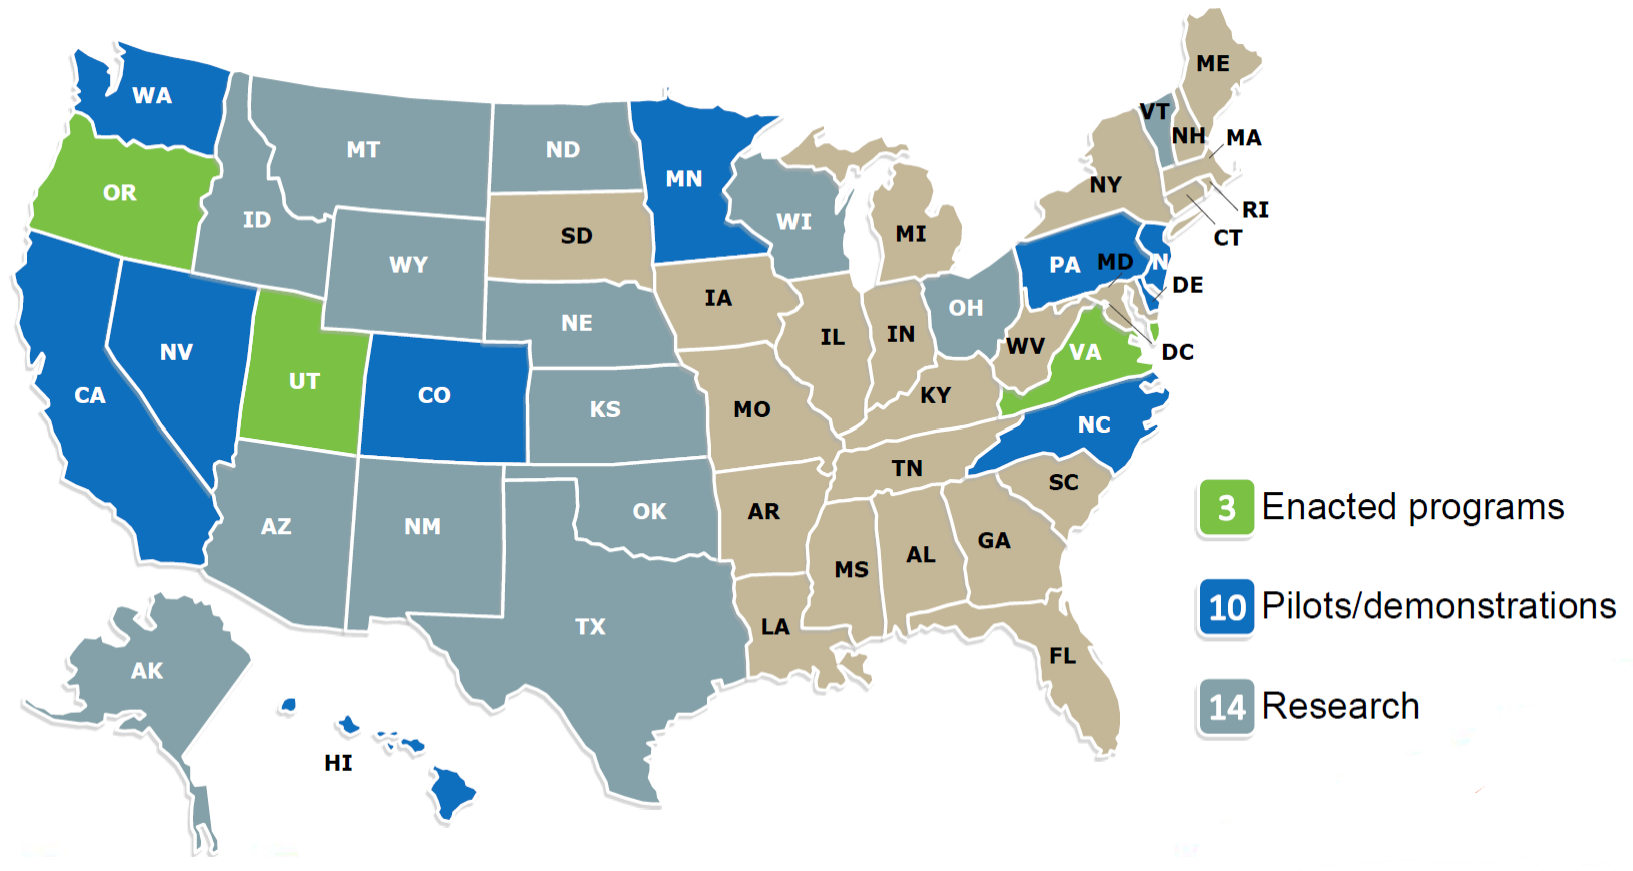 ME
WA
VT
NH
MA
MT
ND
MN
OR
NY
ID
WI
RI
SD
MI
CT
WY
PA
MD
N
DE
IA
OH
NE
IL
IN
WV
NV
VA
DC
UT
CA
CO
KY
KS
MO
NC
TN
SC
AR
OK
AZ
NM
GA
AL
MS
3 Enacted programs
10 Pilots/demonstrations
LA
TX
FL
AK
14 Research
HI